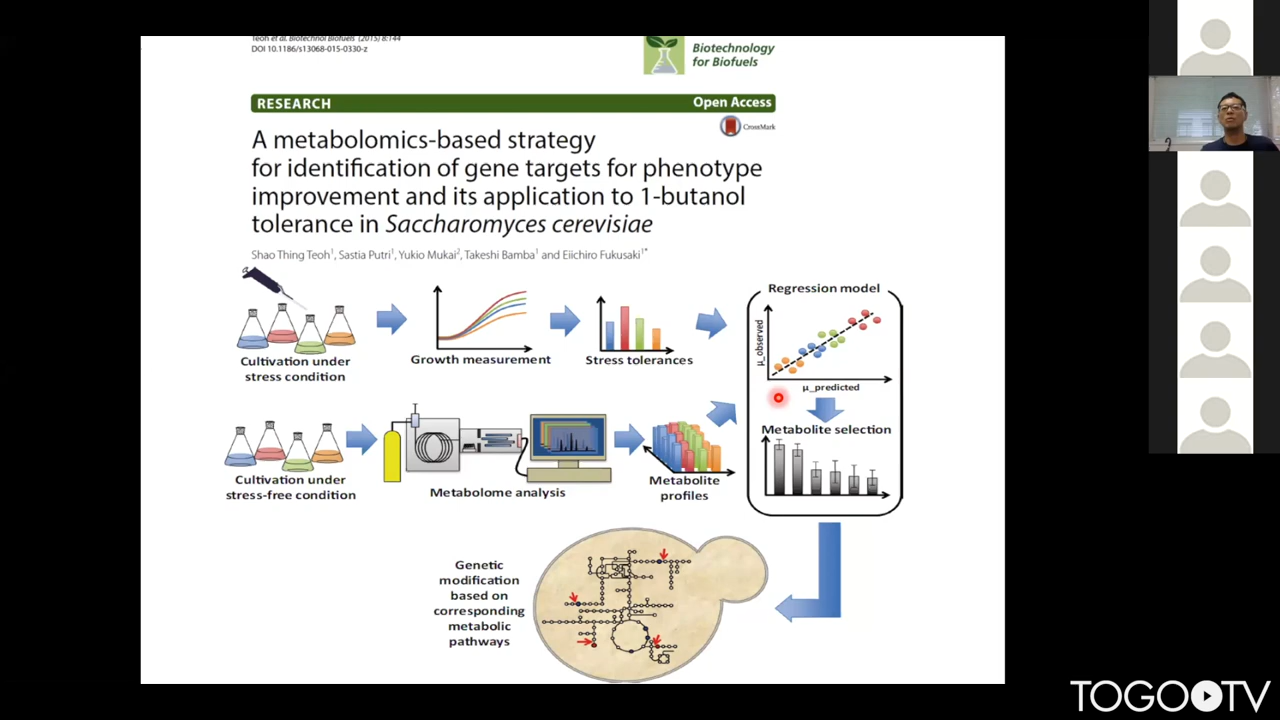 Teoh et al. Biotechnol Biofuels (2015) 8:144
DOI 10.1186/s13068-015-0330-z
Biotechnology
for Biofuels
RESEARCH
Open Access
CrossMark
A metabolomics-based strategy
for identification of gene targets for phenotype
improvement and its application to 1-butanol
tolerance in Saccharomyces cerevisiae
Shao Thing Teoh1, Sastia Putri1, Yukio Mukai2, Takeshi Bamba1 and Eiichiro Fukusaki1*
Cultivation under
stress condition
Growth measurement
Stress tolerances
Regression model
μ_observed
μ_predicted
Metabolite selection
Cultivation under
stress-free condition
Metabolome analysis
Metabolite
profiles
Genetic
modification
based on
corresponding
metabolic
pathways
TOGOTV